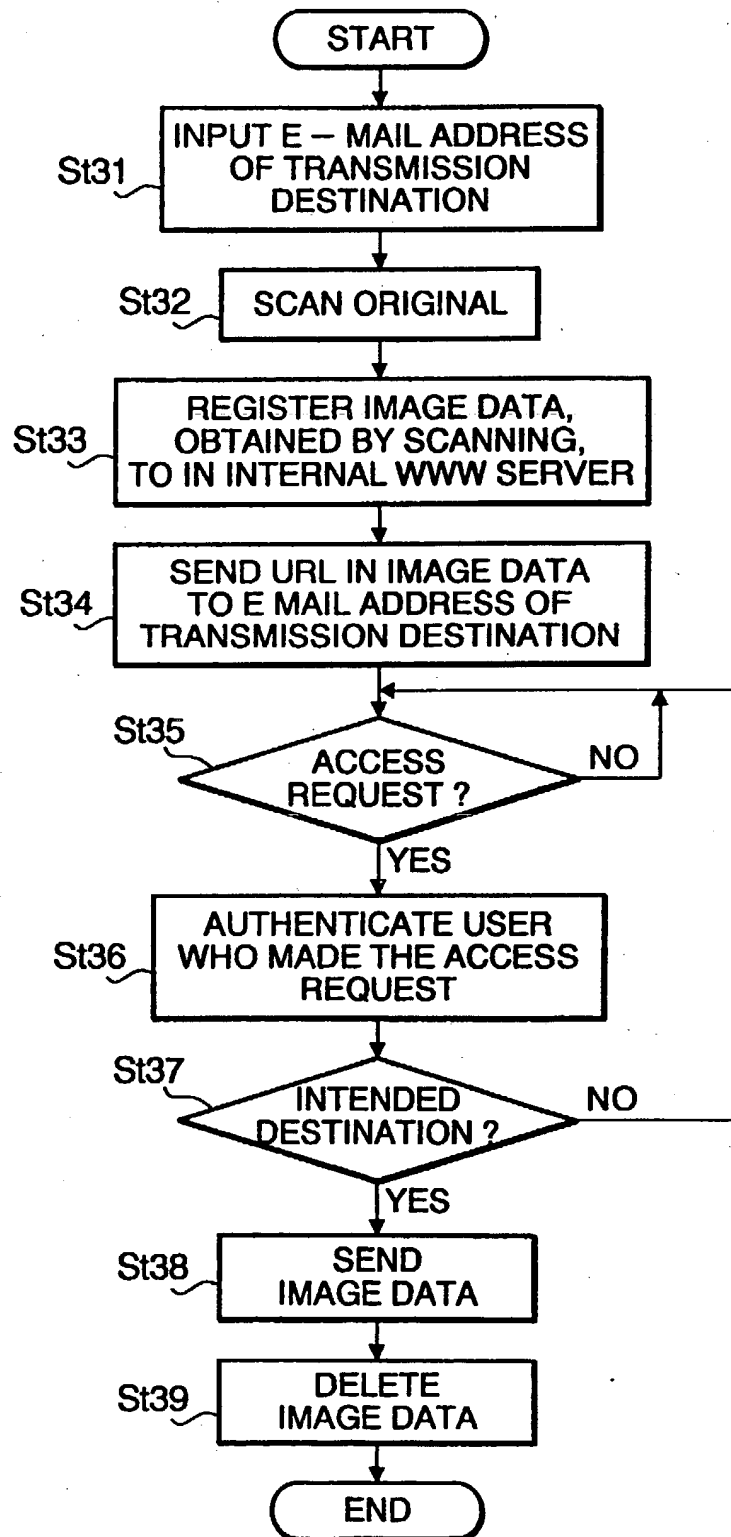 START
INPUT E – MAIL ADDRESS
OF TRANSMISSION
DESTINATION
St31
SCAN ORIGINAL
St32
REGISTER IMAGE DATA,
OBTAINED BY SCANNING,
TO IN INTERNAL WWW SERVER
St33
SEND URL IN IMAGE DATA
TO E MAIL ADDRESS OF
TRANSMISSION DESTINATION
St34
St35
ACCESS
REQUEST ?
NO
YES
AUTHENTICATE USER
WHO MADE THE ACCESS
REQUEST
St36
St37
INTENDED
DESTINATION ?
NO
YES
SEND
IMAGE DATA
St38
DELETE
IMAGE DATA
St39
END